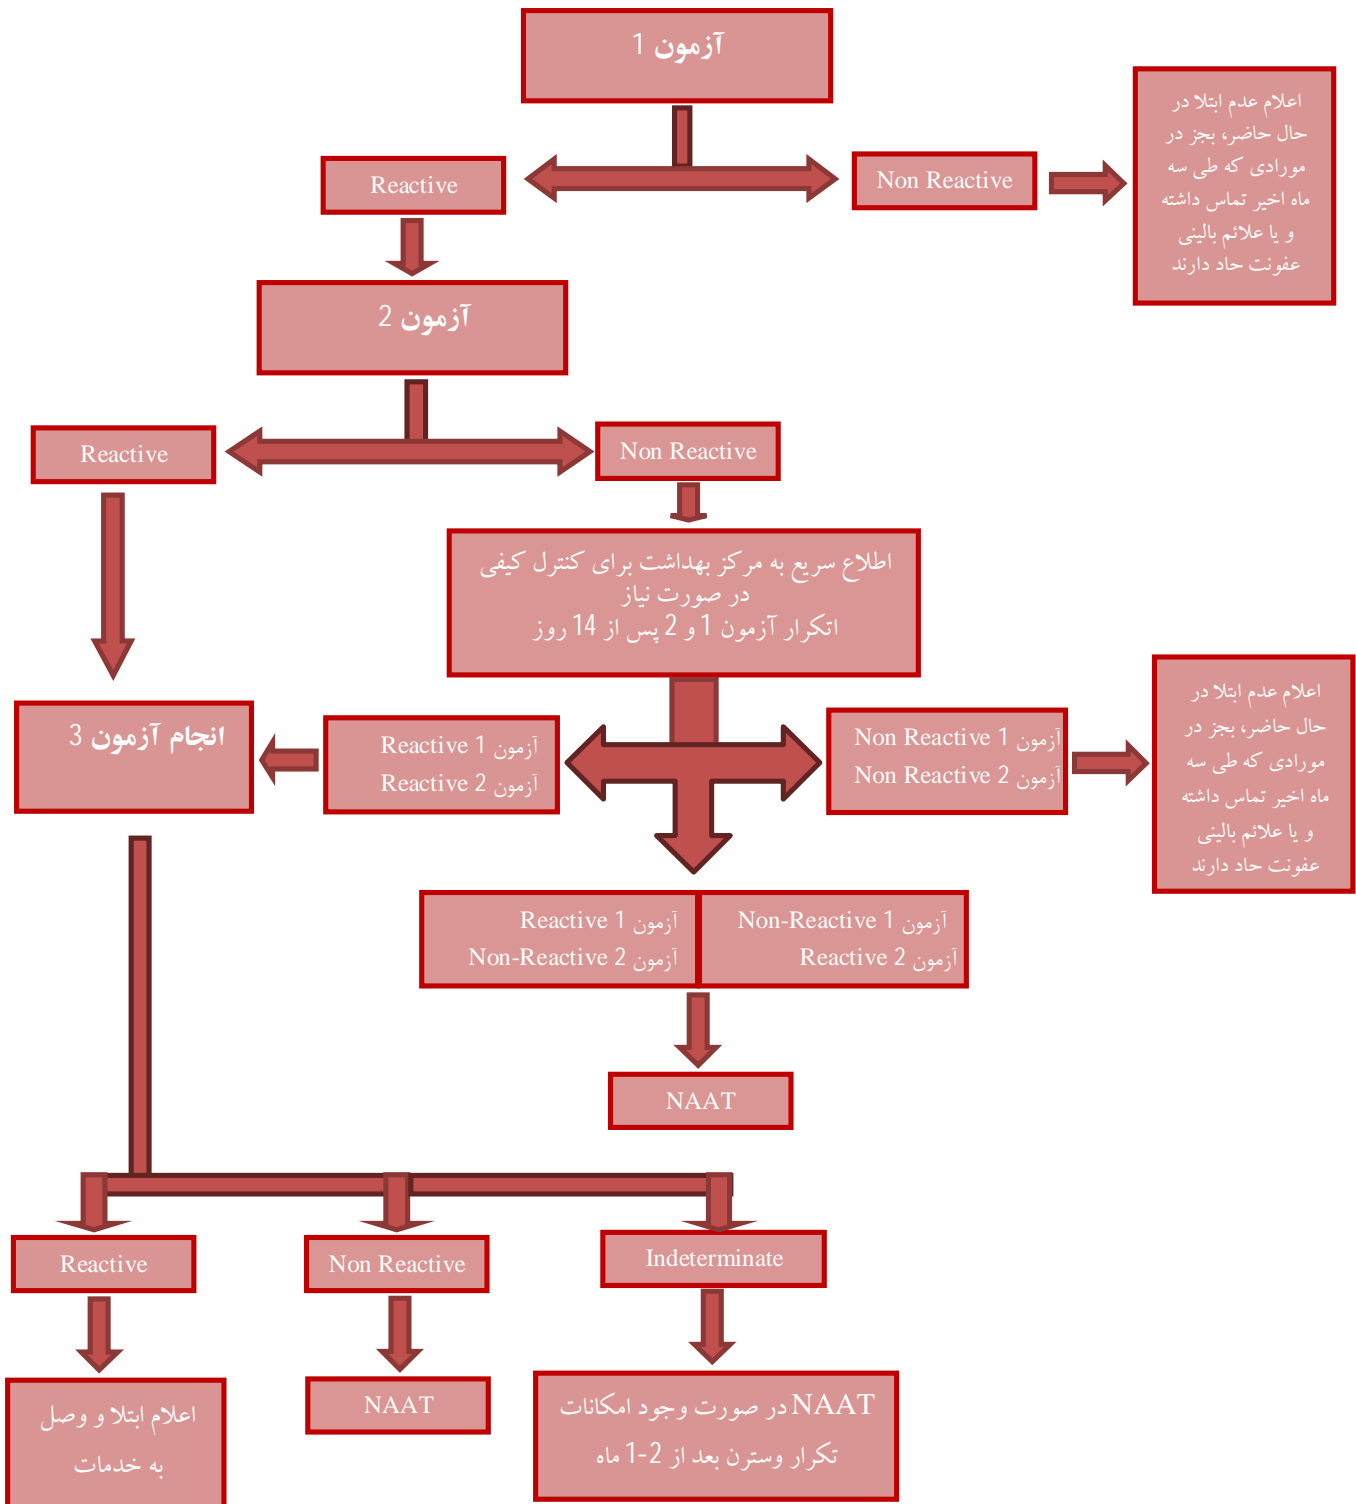 آزمون 1
اعلام عدم ابتلا در
حال حاضر، بجز در
مورادی که طی سه
ماه اخیر تماس داشته
و یا علائم بالینی
عفونت حاد دارند
Reactive
Non Reactive
آزمون 2
Reactive
Non Reactive
اطلاع سریع به مرکز بهداشت برای کنترل کیفی
در صورت نیاز
اتکرار آزمون 1 و 2 پس از 14 روز
اعلام عدم ابتلا در
حال حاضر، بجز در
مورادی که طی سه
ماه اخیر تماس داشته
و یا علائم بالینی
عفونت حاد دارند
انجام آزمون 3
آزمون 1 Reactive
آزمون 2 Reactive
آزمون 1 Non Reactive
آزمون 2 Non Reactive
آزمون 1 Reactive
آزمون 2 Non-Reactive
آزمون 1 Non-Reactive
آزمون 2 Reactive
NAAT
Reactive
Non Reactive
Indeterminate
اعلام ابتلا و وصل
به خدمات
NAAT
NAAT در صورت وجود امکانات
تکرار وسترن بعد از 2-1 ماه